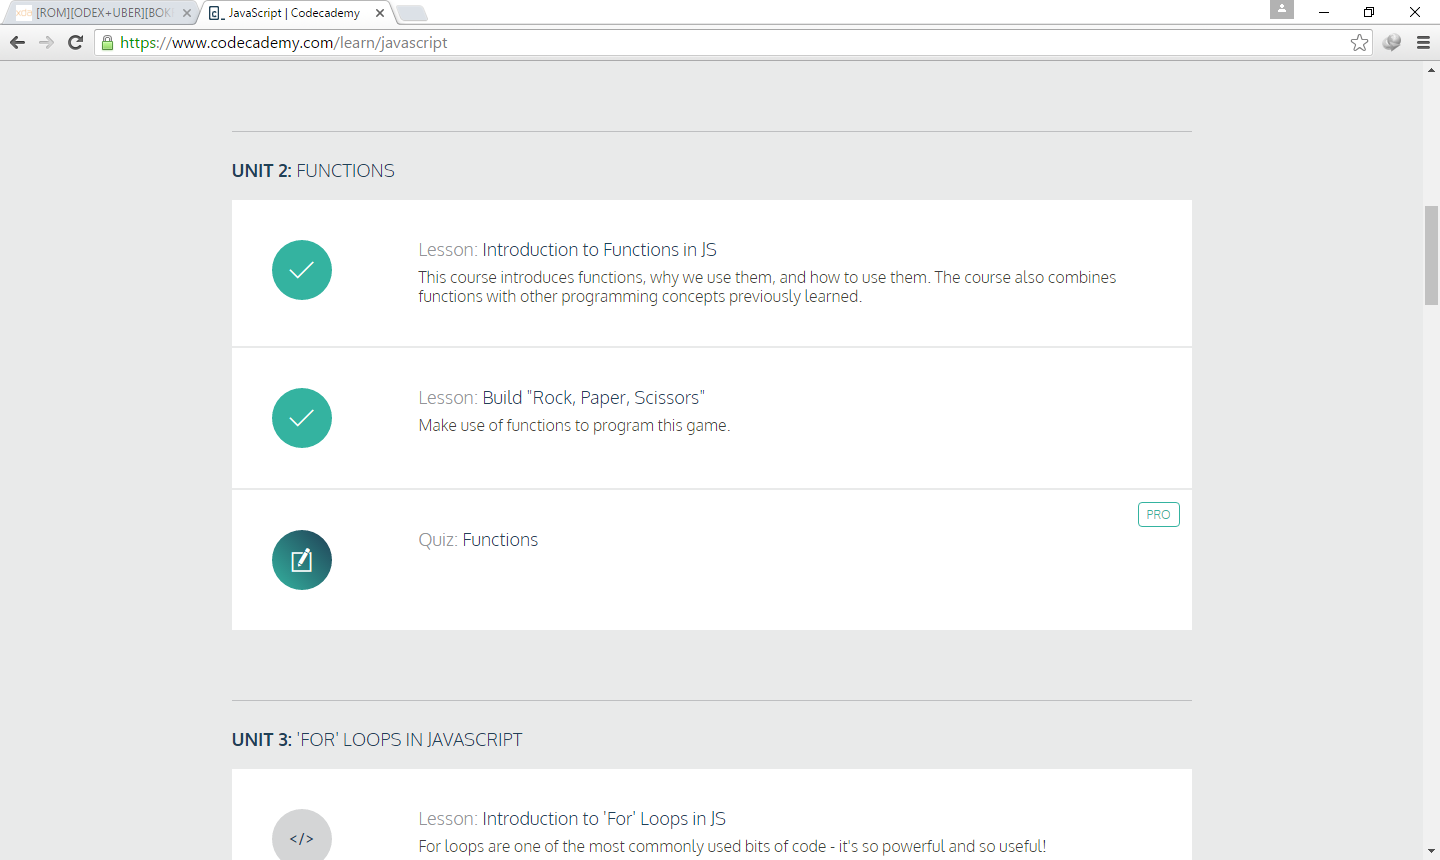 [ROM][ODEX+UBER][BOK
JavaScript | Codecademy
https://www.codecademy.com/learn/javascript
UNIT 2: FUNCTIONS
Lesson: Introduction to Functions in JS
This course introduces functions, why we use them, and how to use them. The course also combines
functions with other programming concepts previously learned.
Lesson: Build "Rock, Paper, Scissors"
Make use of functions to program this game.
PRO
Quiz: Functions
UNIT 3: 'FOR' LOOPS IN JAVASCRIPT
</>
Lesson: Introduction to 'For' Loops in JS
For loops are one of the most commonly used bits of code - it's so powerful and so useful!